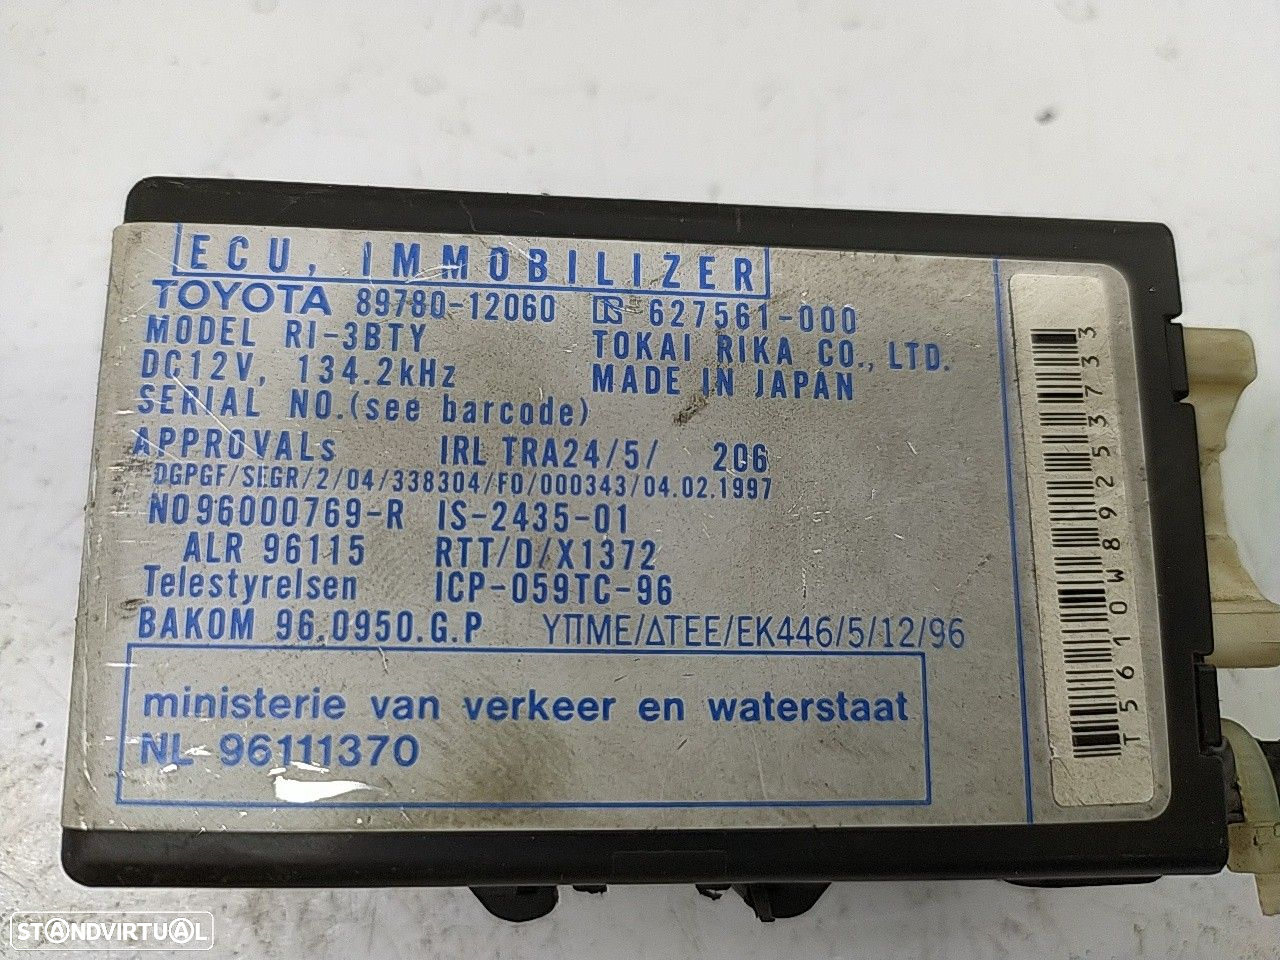 ECU, IMMOBILIZER
TOYOTA 89780-12060 627561-000
MODEL RI-3BTY TOKAI RIKA CO., LTD.
DC12V, 134.2kHz MADE IN JAPAN
SERIAL NO.(see barcode)
APPROVALS IRL TRA24/5/ 206
DGPGF/SEGR/2/04/338304/FO/000343/04.02.1997
NO96000769-R IS-2435-01
ALR 96115 RTT/D/X1372
Telestyrelsen ICP-059TC-96
BAKOM 96.0950.G.P ΥΠΜΕ/ΔΤΕΕ/ΕΚ446/5/12/96
ministerie van verkeer en waterstaat
NL 96111370
T5610W892537733
STANDVIRTUAL